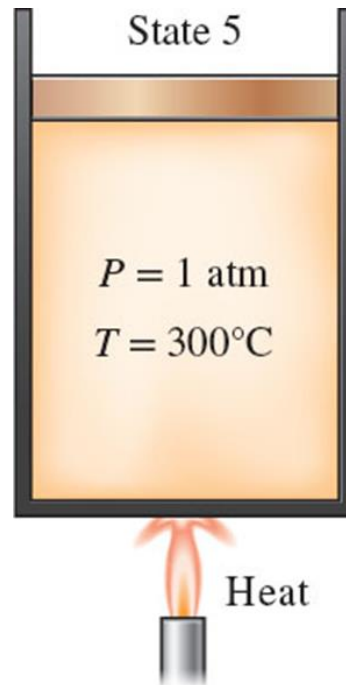 State 5
P = 1 atm
T = 300°C
Heat